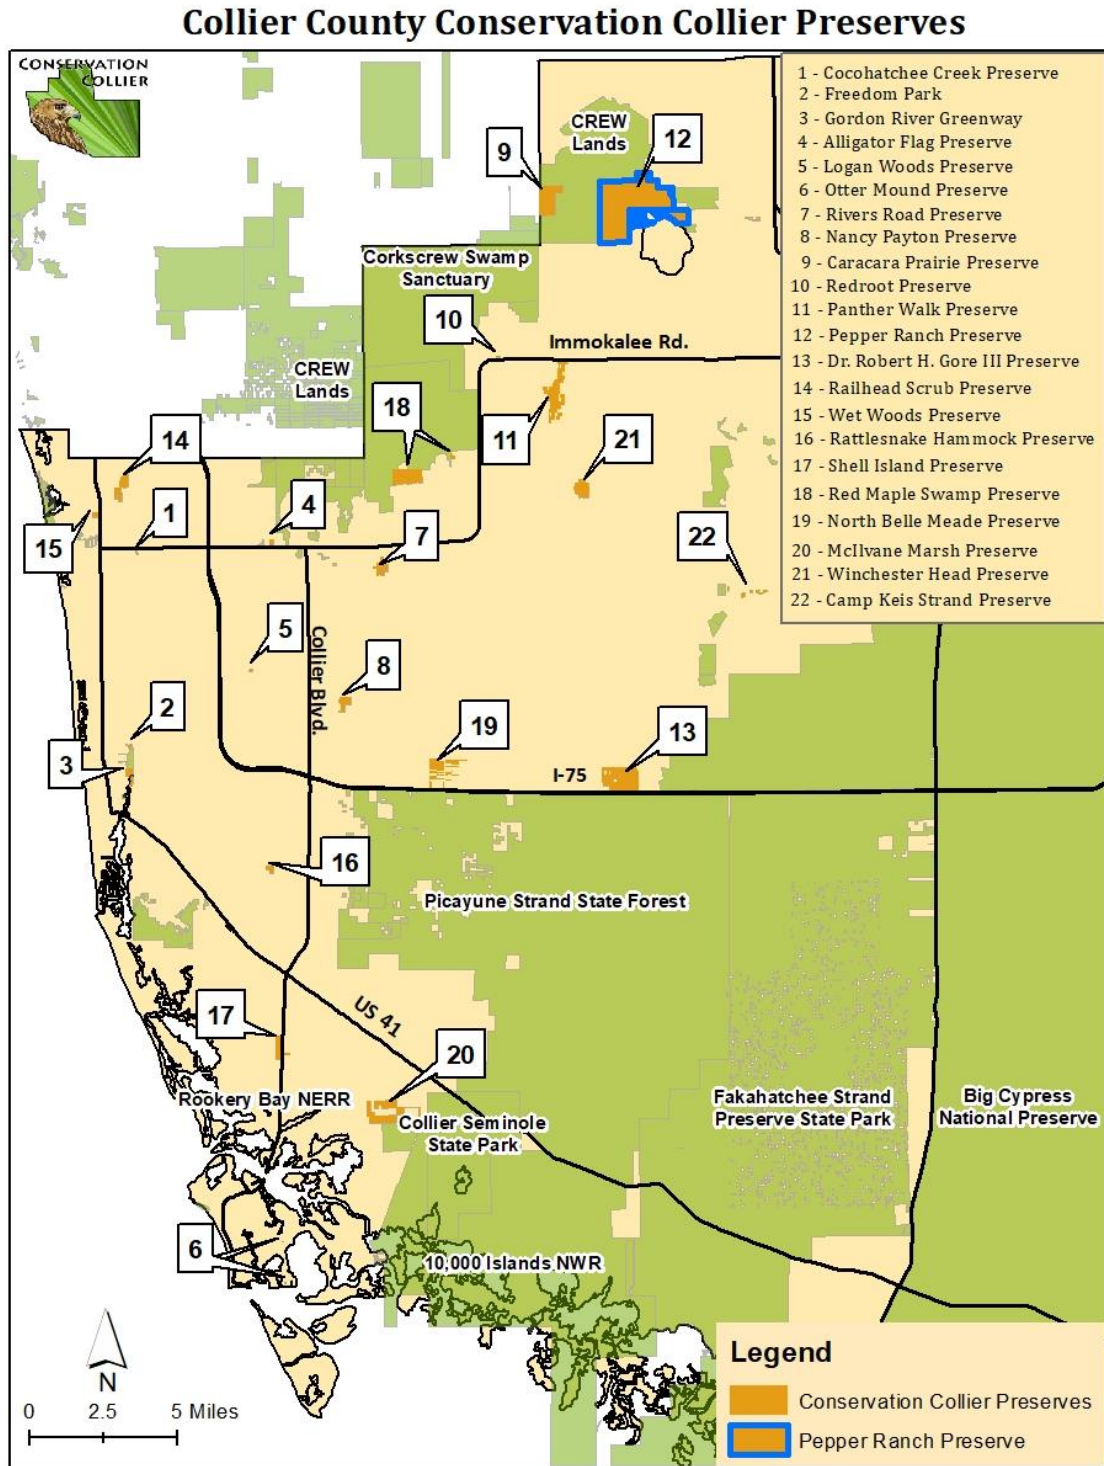 Collier County Conservation Collier Preserves
CONSERVATION
COLLIER
1 - Cocohatchee Creek Preserve
2 - Freedom Park
3 - Gordon River Greenway
4 - Alligator Flag Preserve
5 - Logan Woods Preserve
6 - Otter Mound Preserve
7 - Rivers Road Preserve
8 - Nancy Payton Preserve
9 - Caracara Prairie Preserve
10 - Redroot Preserve
11 - Panther Walk Preserve
12 - Pepper Ranch Preserve
13 - Dr. Robert H. Gore III Preserve
14 - Railhead Scrub Preserve
15 - Wet Woods Preserve
16 - Rattlesnake Hammock Preserve
17 - Shell Island Preserve
18 - Red Maple Swamp Preserve
19 - North Belle Meade Preserve
20 - McIlvane Marsh Preserve
21 - Winchester Head Preserve
22 - Camp Keis Strand Preserve
CREW
Lands
12
9
Corkscrew Swamp
Sanctuary
10
Immokalee Rd.
CREW
Lands
18
14
11
21
1
4
15
7
22
5
Collier Blvd.
8
2
19
13
3
I-75
16
Picayune Strand State Forest
17
US 41
20
Rookery Bay NERR
Collier Seminole
State Park
Fakahatchee Strand
Preserve State Park
Big Cypress
National Preserve
6
10,000 Islands NWR
N
0 2.5 5 Miles
Legend
Conservation Collier Preserves
Pepper Ranch Preserve